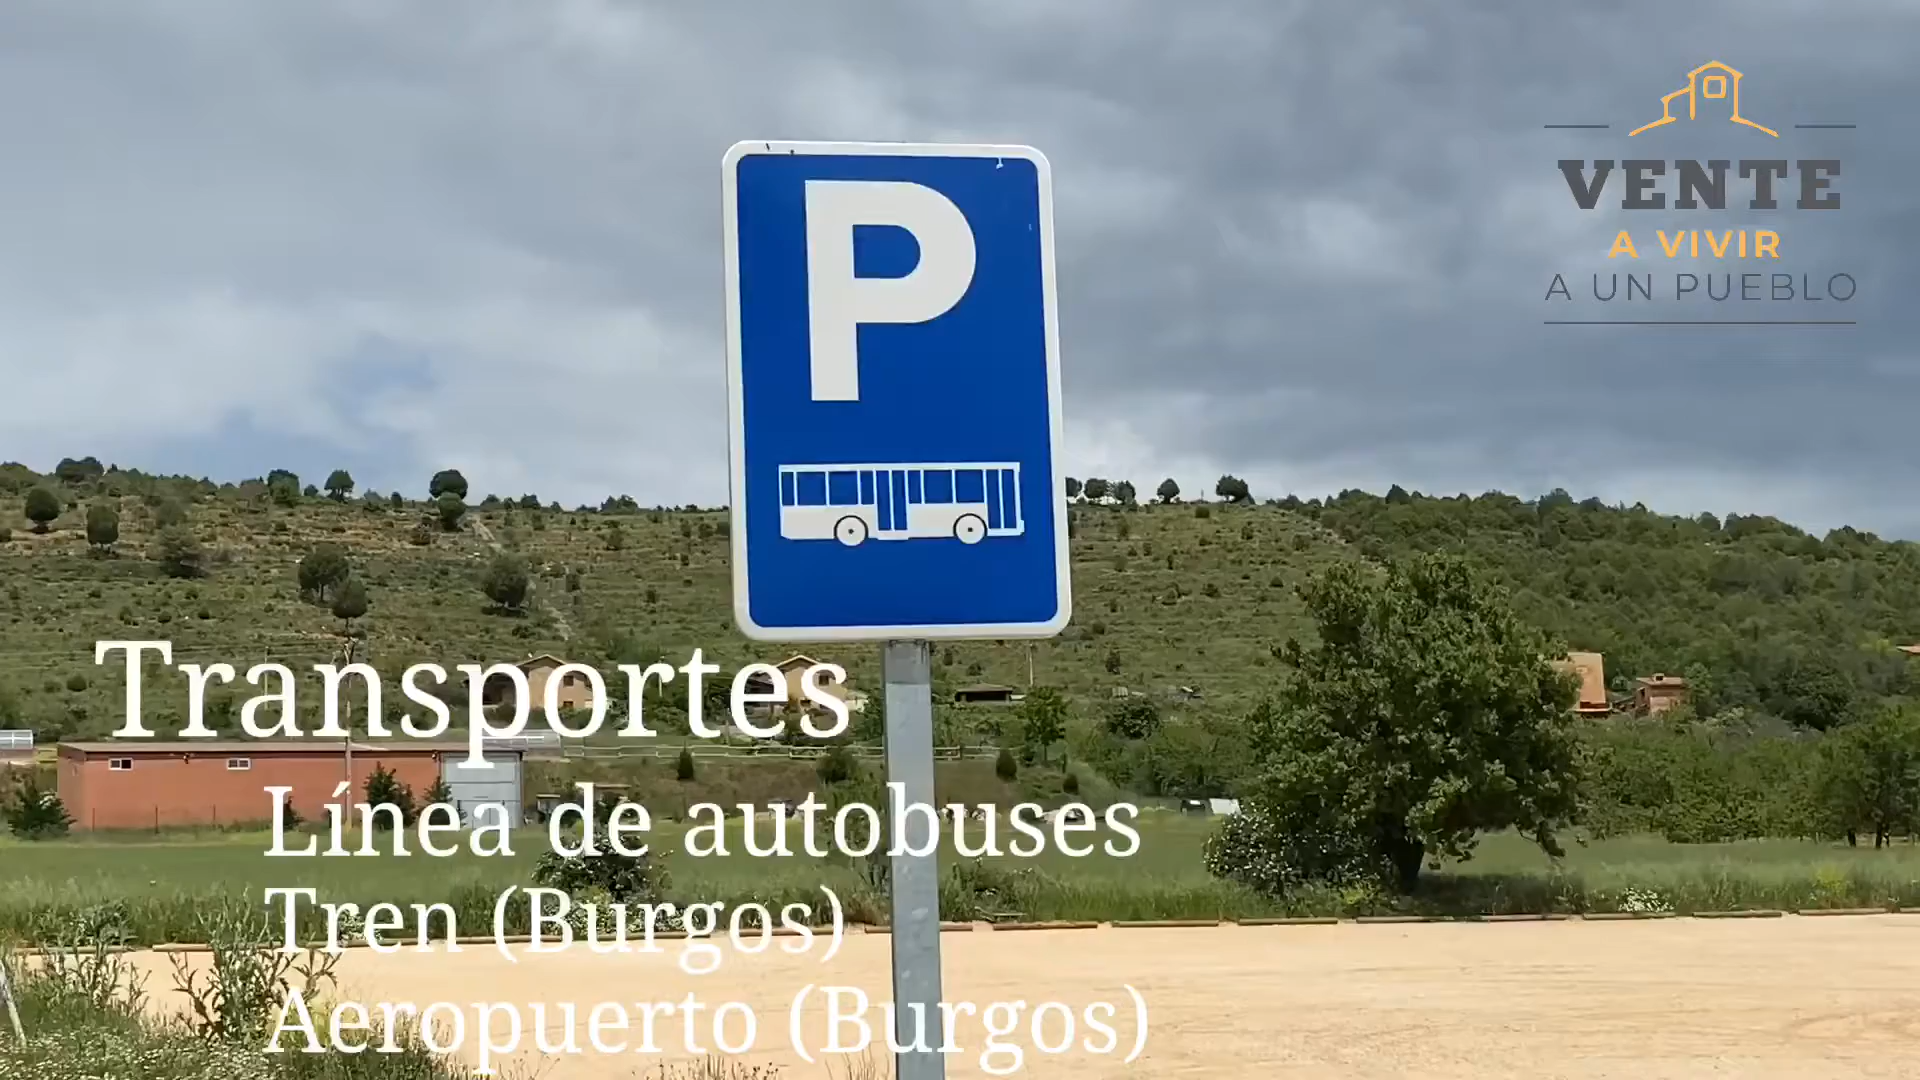 VENTE
A VIVIR
A UN PUEBLO
P
Transportes
Línea de autobuses
Tren (Burgos)
Aeropuerto (Burgos)